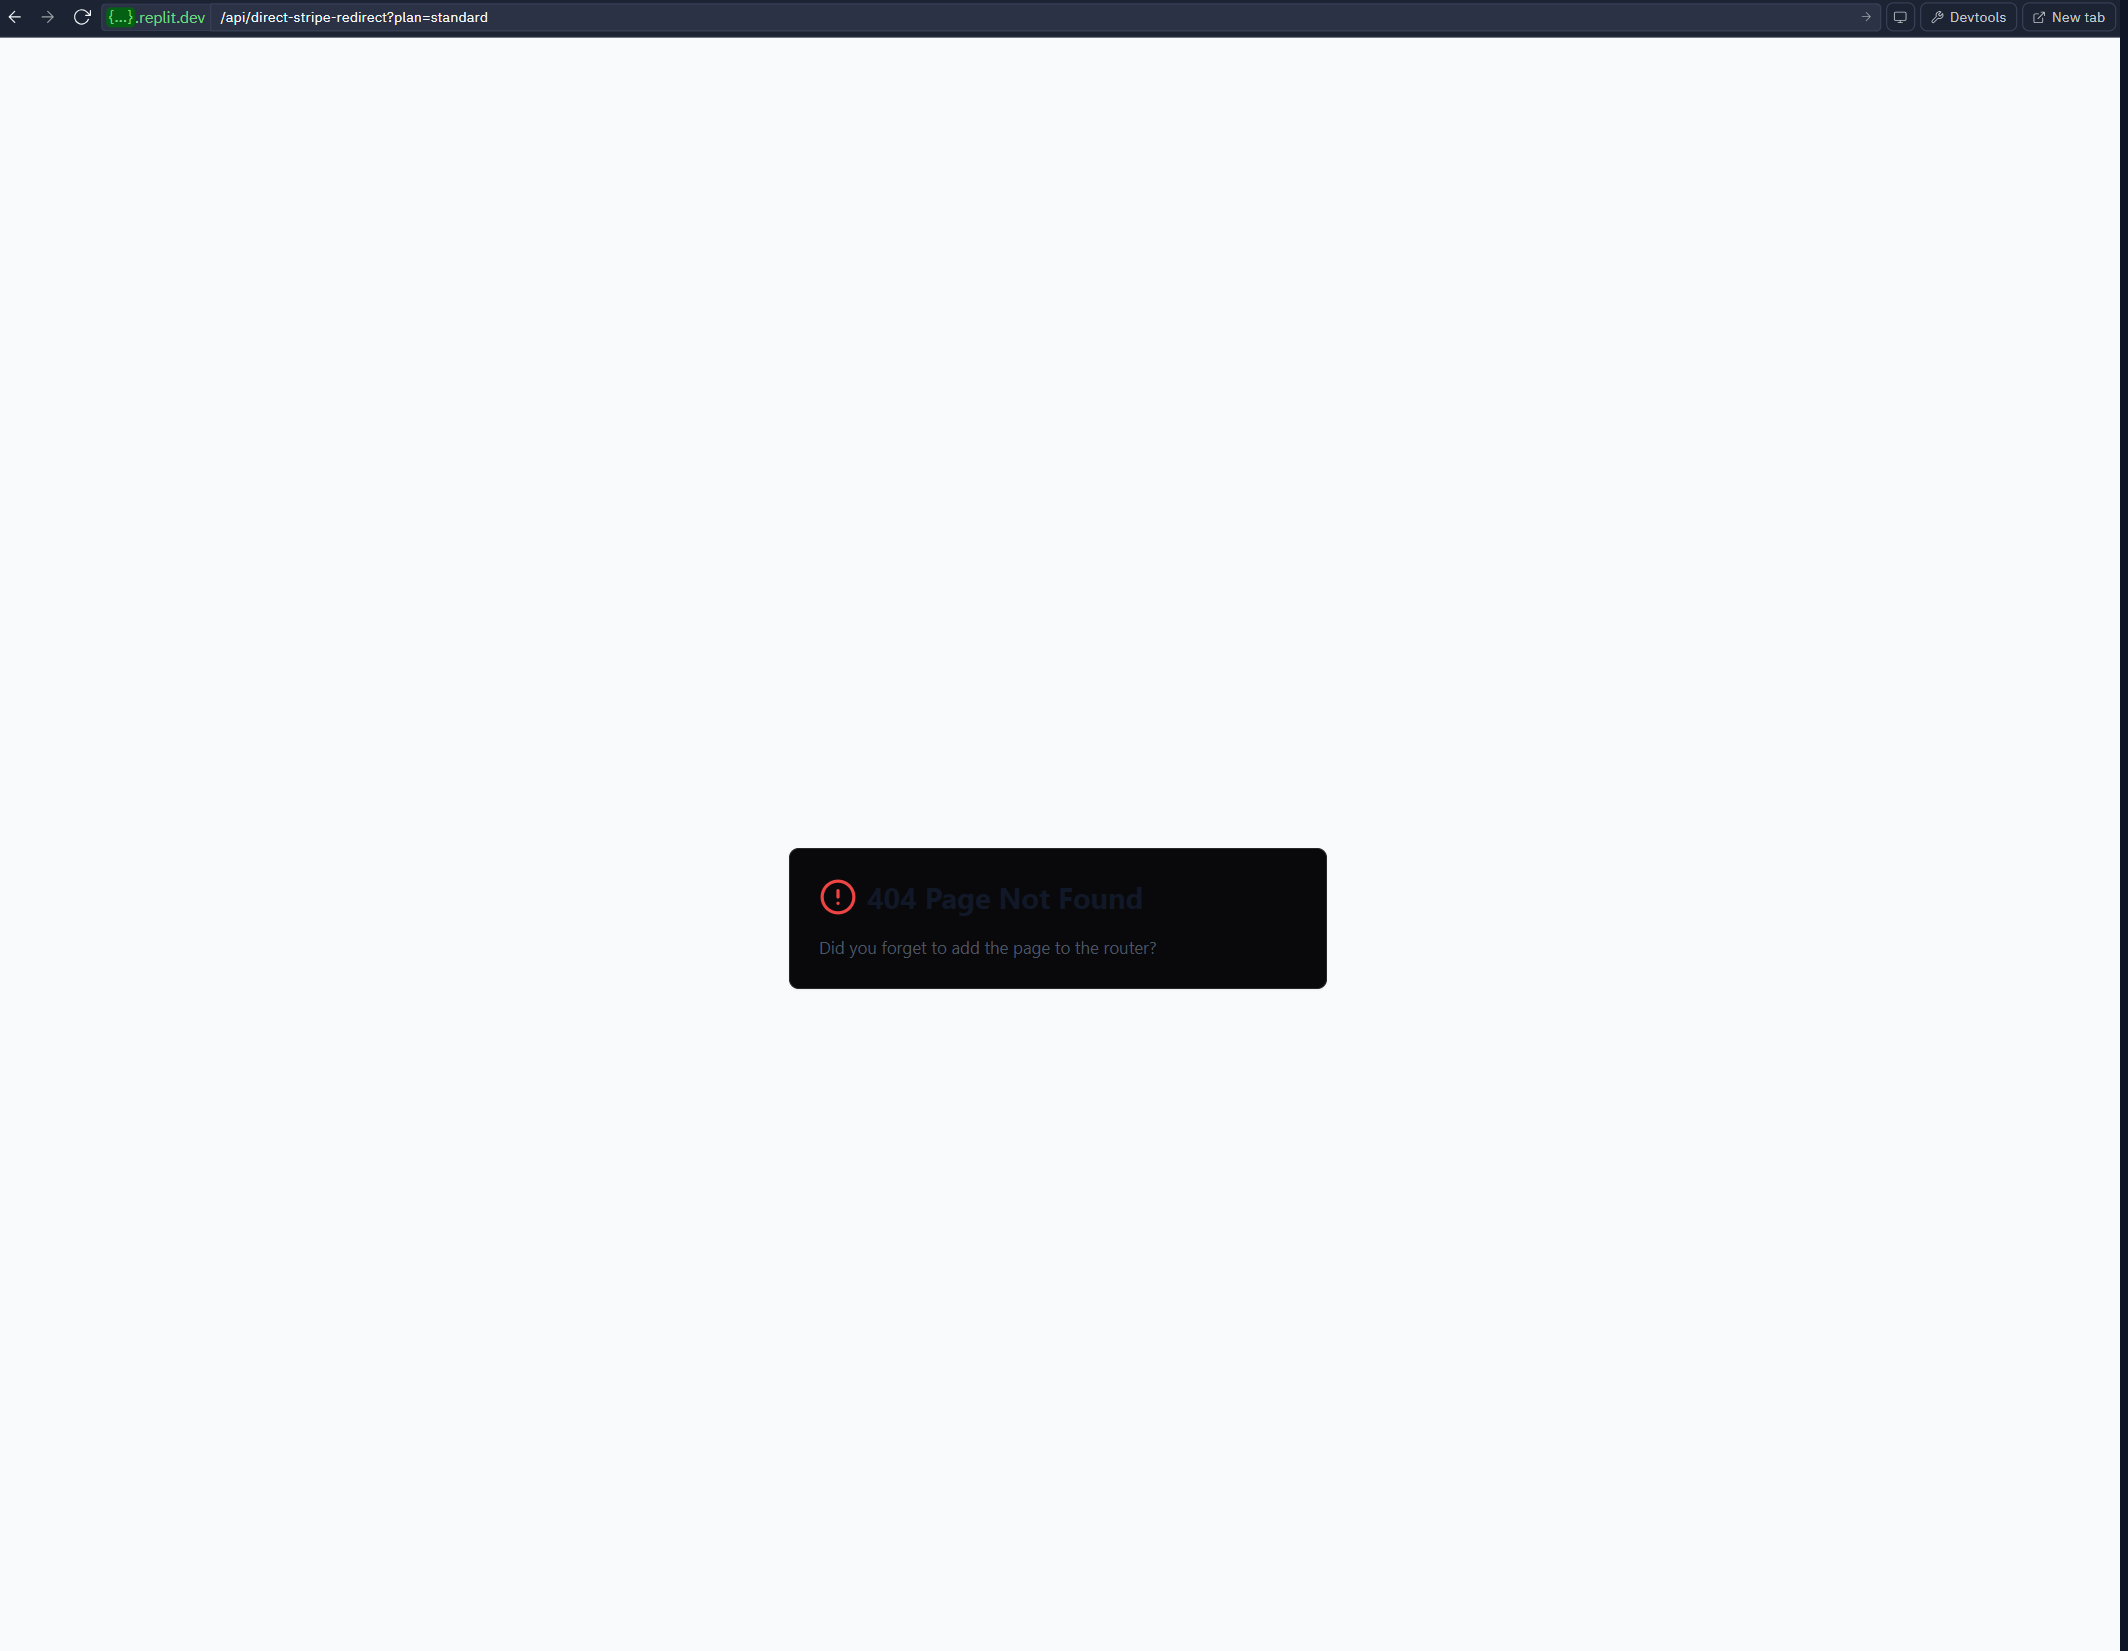 {...}.replit.dev /api/direct-stripe-redirect?plan=standard Devtools New tab
404 Page Not Found
Did you forget to add the page to the router?